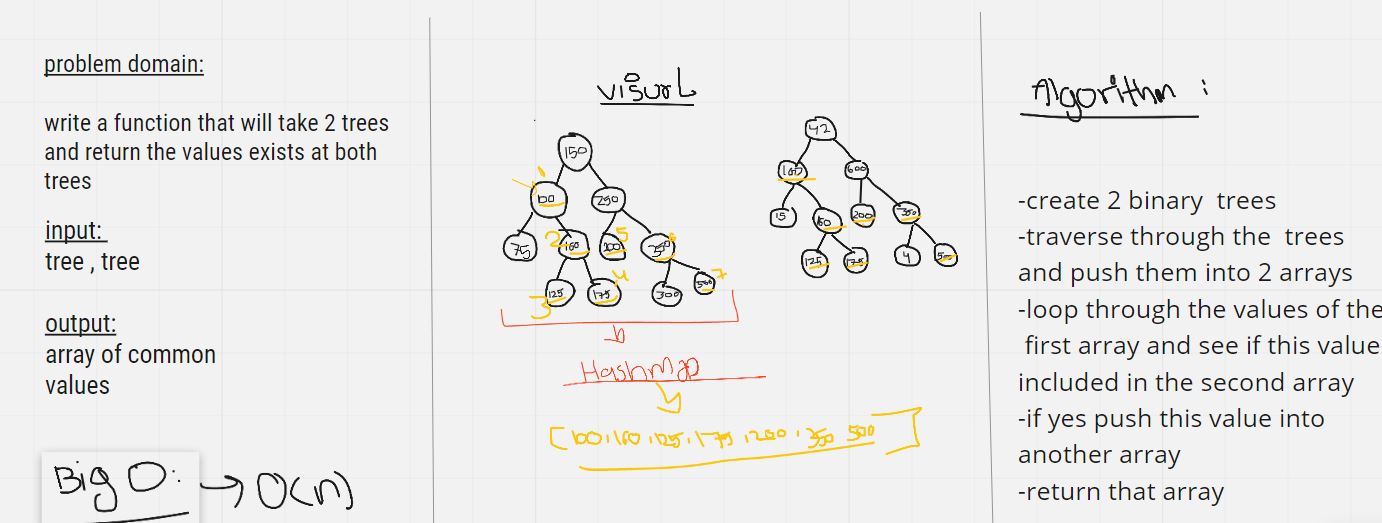 problem domain:
write a function that will take 2 trees
and return the values exists at both
trees
input:
tree , tree
output:
array of common
values
Big O: → O(n)
visual
150
100 250
75 160 200 350
125 175 300 500
1
2 5 6
3 4 7
42
100 600
15 160 200 350
125 175 4 500
HashMap
[100,160,125,175,200,350 500]
Algorithm :
-create 2 binary trees
-traverse through the trees
and push them into 2 arrays
-loop through the values of the
first array and see if this value
included in the second array
-if yes push this value into
another array
-return that array